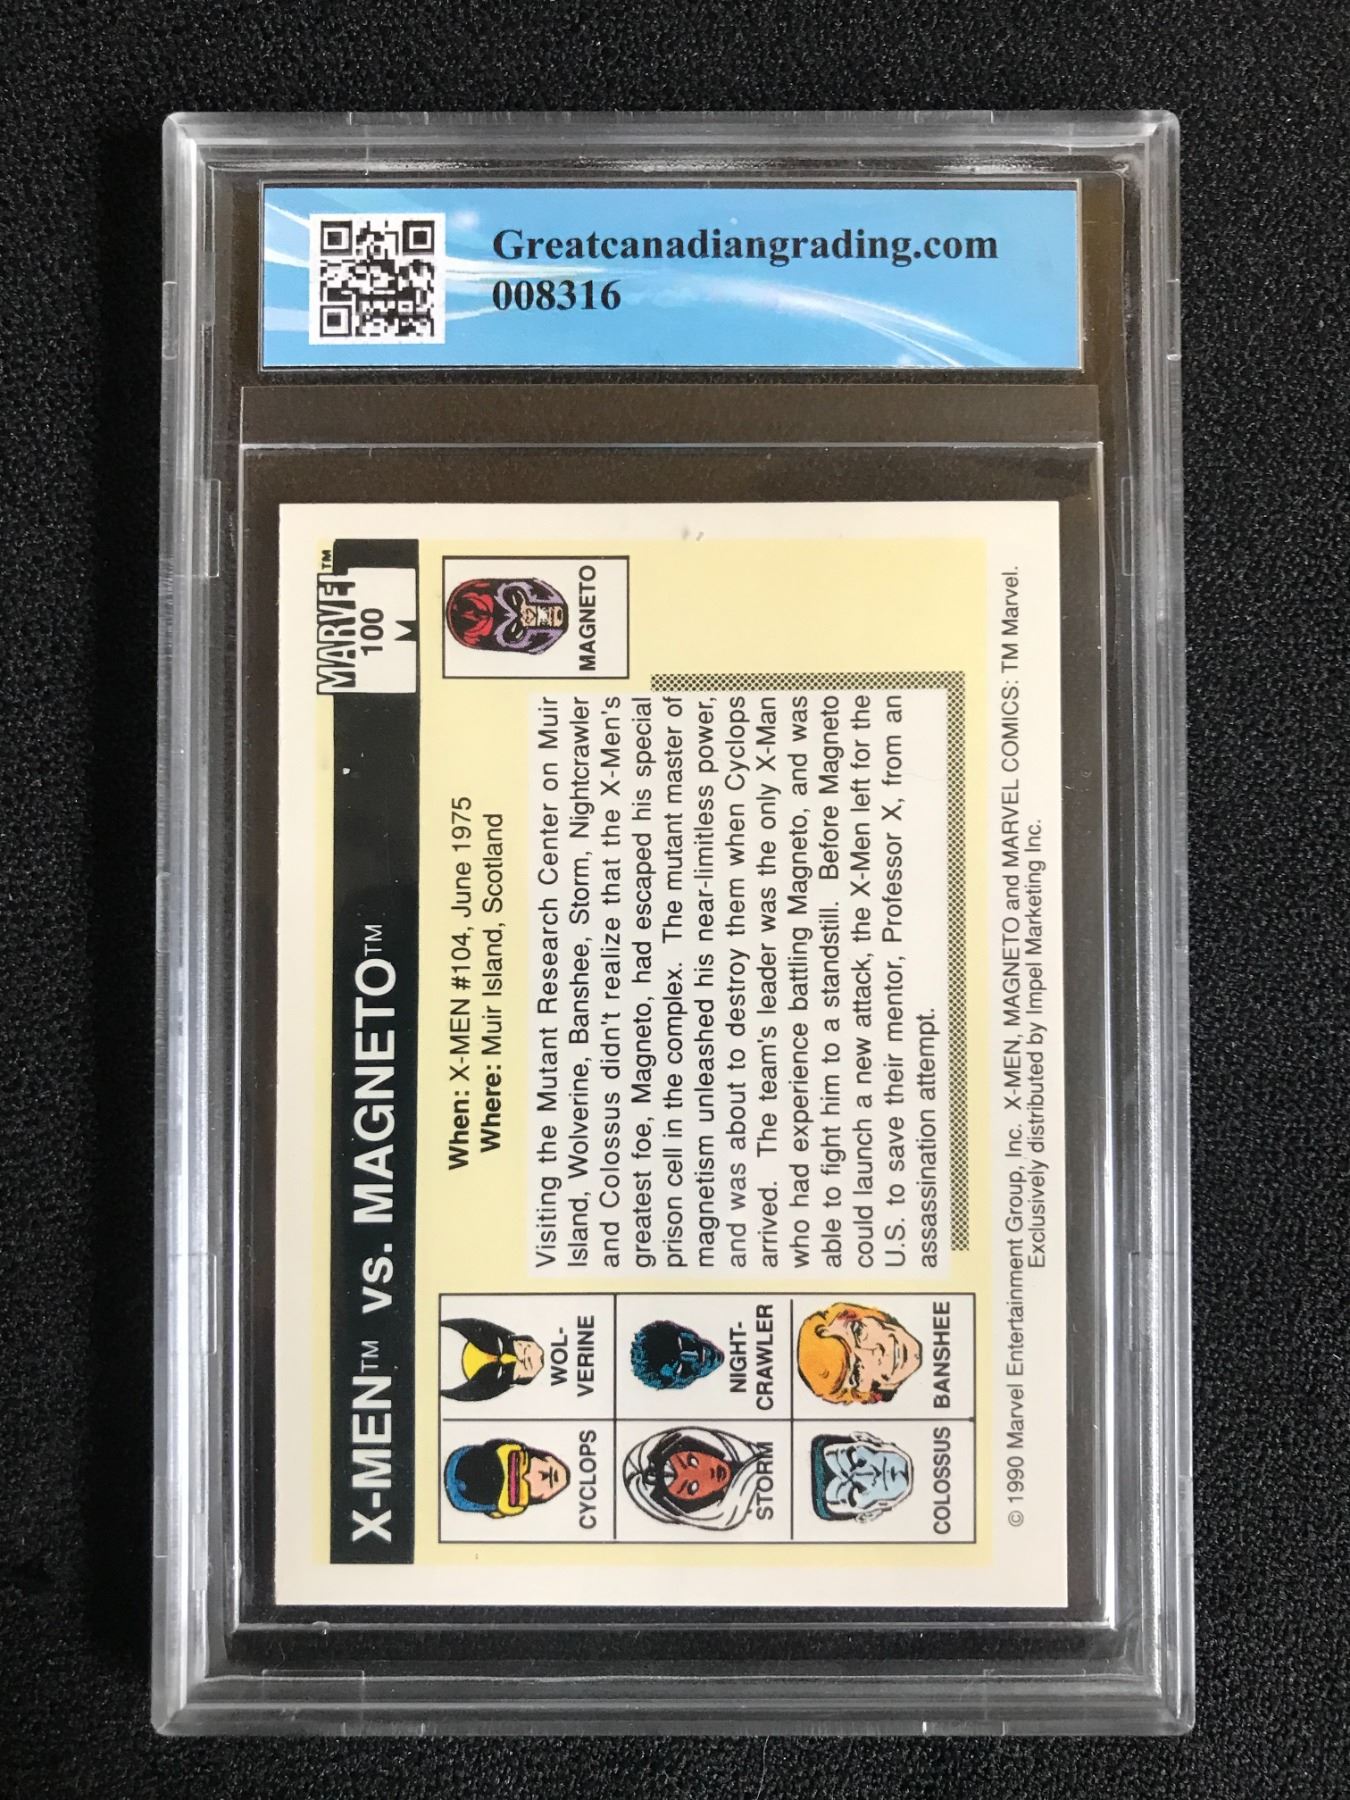 Greatcanadiangrading.com
008316
X-MEN™ vs. MAGNETO™
MARVEL™
100
M
When: X-MEN #104, June 1975
Where: Muir Island, Scotland
CYCLOPS
WOL-
VERINE
STORM
NIGHT-
CRAWLER
COLOSSUS
BANSHEE
Visiting the Mutant Research Center on Muir
Island, Wolverine, Banshee, Storm, Nightcrawler
and Colossus didn't realize that the X-Men's
greatest foe, Magneto, had escaped his special
prison cell in the complex. The mutant master of
magnetism unleashed his near-limitless power,
and was about to destroy them when Cyclops
arrived. The team's leader was the only X-Man
who had experience battling Magneto, and was
able to fight him to a standstill. Before Magneto
could launch a new attack, the X-Men left for the
U.S. to save their mentor, Professor X, from an
assassination attempt.
MAGNETO
© 1990 Marvel Entertainment Group, Inc. X-MEN, MAGNETO and MARVEL COMICS: TM Marvel.
Exclusively distributed by Impel Marketing Inc.